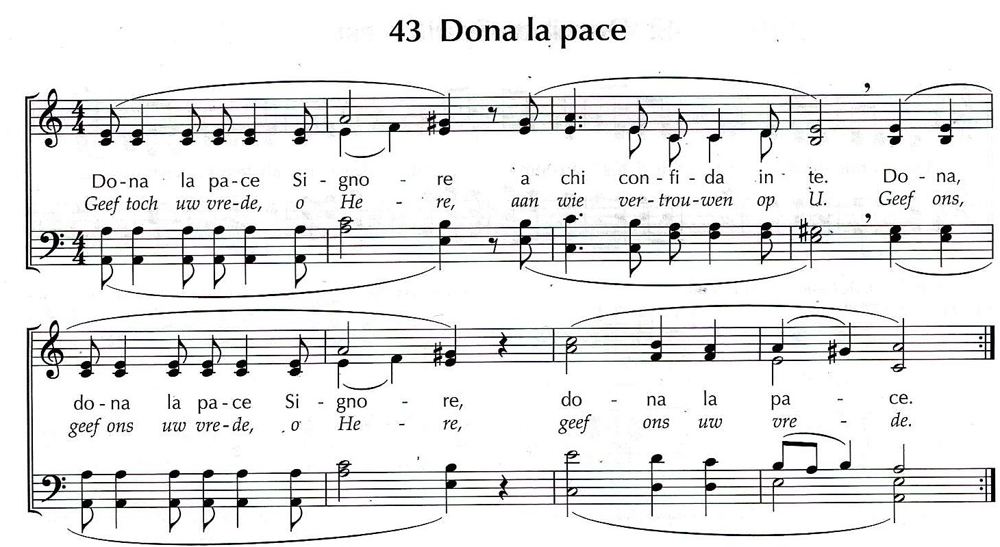 43 Dona la pace
Do-na la pa-ce Si - gno - re a chi con-fi-da in te. Do - na,
Geef toch uw vre-de, o He - re, aan wie ver-trou-wen op U. Geef ons,
do-na la pa-ce Si - gno - re, do - na la pa - ce.
geef ons uw vre-de, o He - re, geef ons uw vre - de.